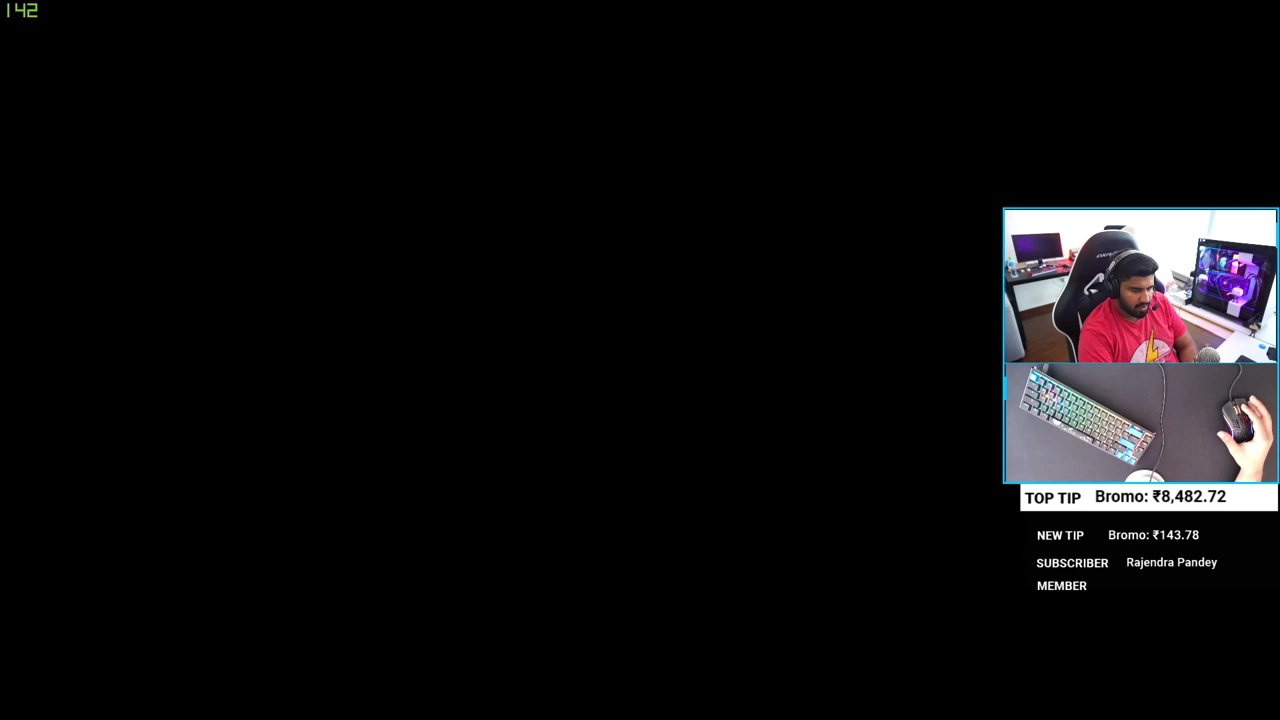 142
TOP TIP Bromo: ₹8,482.72
NEW TIP Bromo: ₹143.78
SUBSCRIBER Rajendra Pandey
MEMBER